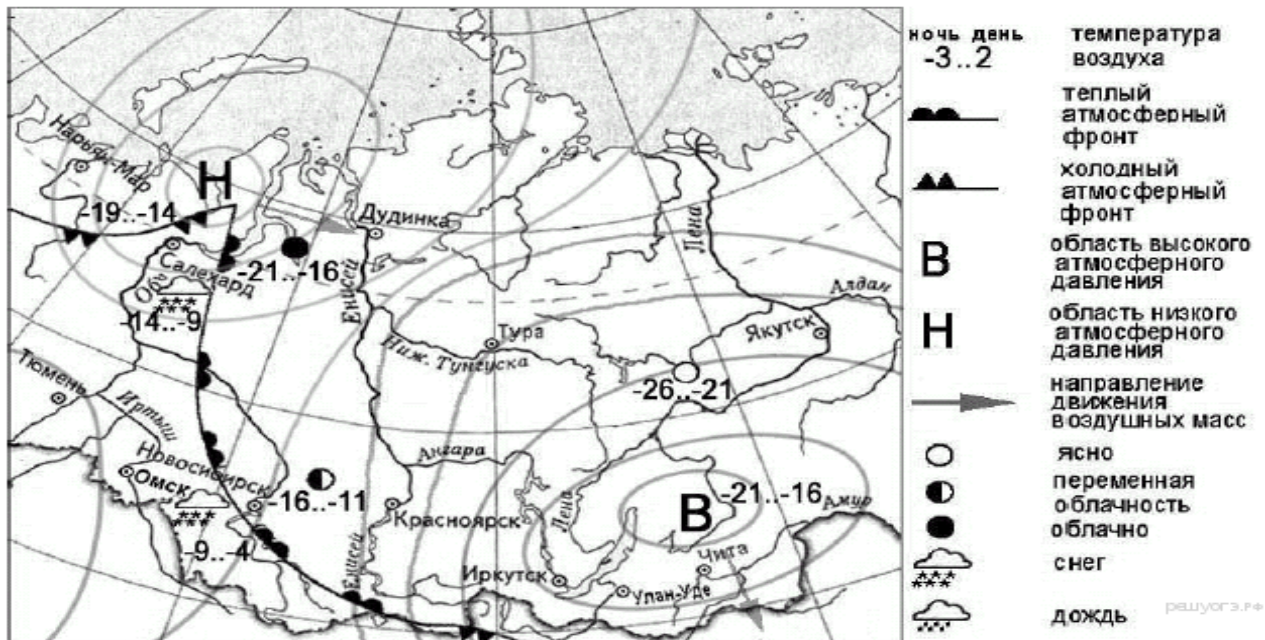 Нарьян-Мар
Н
-19..-14
Дудинка
Салехард
-21..-16
Обь
Енисей
-14..-9
Лена
Алдан
Тура
Ниж. Тунгуска
Якутск
-26..-21
Тюмень
Иртыш
Ангара
Новосибирск
Омск
-16..-11
Красноярск
-9..-4
Енисей
Лена
В
-21..-16
Амур
Чита
Иркутск
Улан-Уде
ночь день
-3..2
температура
воздуха
теплый
атмосферный
фронт
холодный
атмосферный
фронт
В
область высокого
атмосферного
давления
Н
область низкого
атмосферного
давления
направление
движения
воздушных масс
ясно
переменная
облачность
облачно
снег
дождь
решуогэ.рф